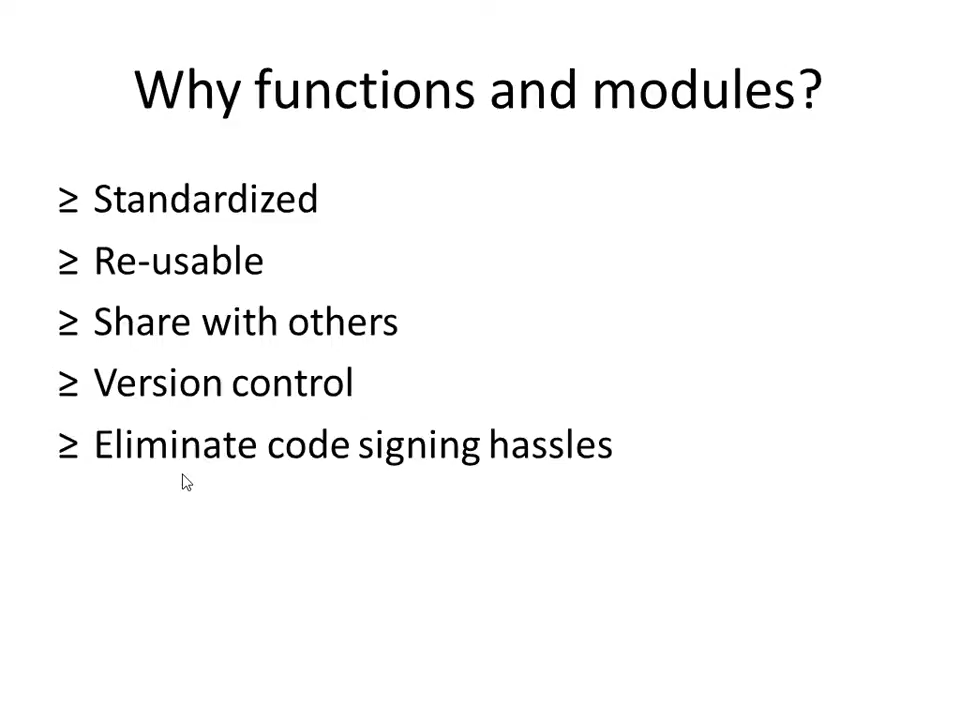 Why functions and modules?
≥ Standardized
≥ Re-usable
≥ Share with others
≥ Version control
≥ Eliminate code signing hassles